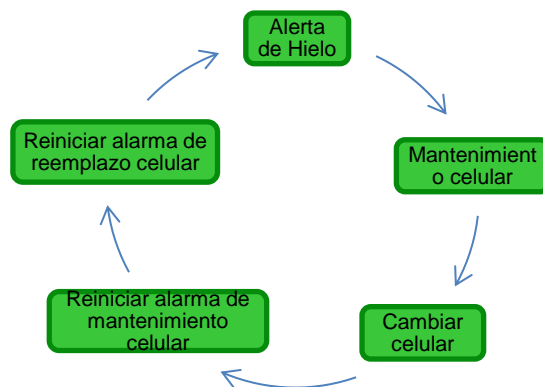 Alerta
de Hielo
Mantenimient
o celular
Cambiar
celular
Reiniciar alarma de
mantenimiento
celular
Reiniciar alarma de
reemplazo celular